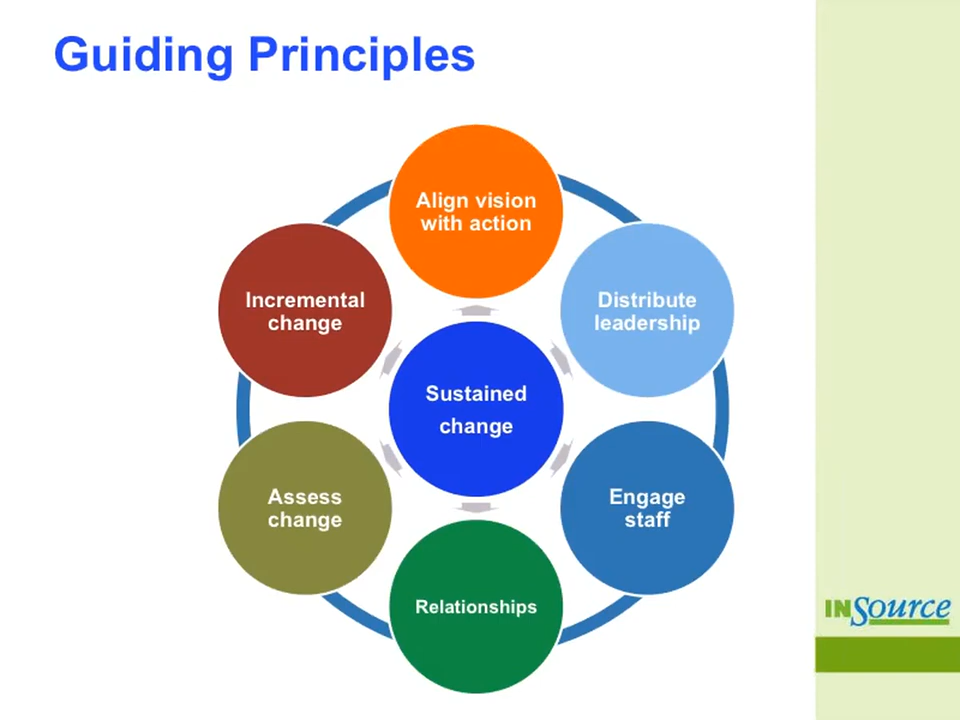 Guiding Principles
Align vision
with action
Distribute
leadership
Engage
staff
Relationships
Assess
change
Incremental
change
Sustained
change
INSource